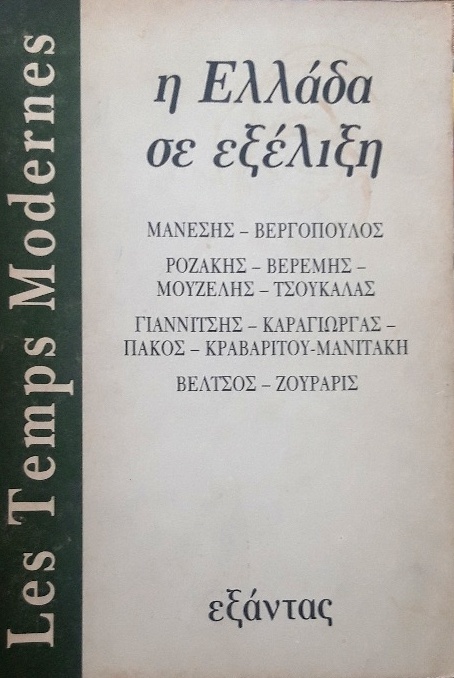 Les Temps Modernes
η Ελλάδα
σε εξέλιξη
ΜΑΝΕΣΗΣ – ΒΕΡΓΟΠΟΥΛΟΣ
ΡΟΖΑΚΗΣ – ΒΕΡΕΜΗΣ –
ΜΟΥΖΕΛΗΣ – ΤΣΟΥΚΑΛΑΣ
ΓΙΑΝΝΙΤΣΗΣ – ΚΑΡΑΓΙΩΡΓΑΣ –
ΠΑΚΟΣ – ΚΡΑΒΑΡΙΤΟΥ-ΜΑΝΙΤΑΚΗ
ΒΕΛΤΣΟΣ – ΖΟΥΡΑΡΙΣ
εξάντας